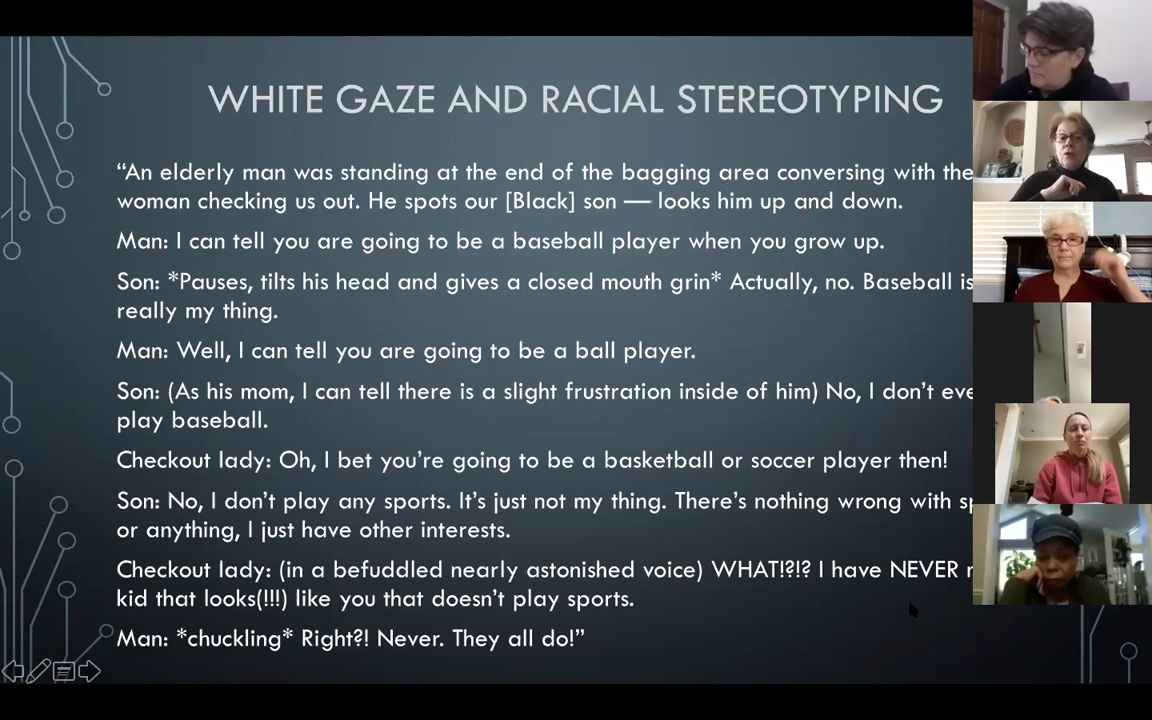 WHITE GAZE AND RACIAL STEREOTYPING
“An elderly man was standing at the end of the bagging area conversing with the
woman checking us out. He spots our [Black] son — looks him up and down.
Man: I can tell you are going to be a baseball player when you grow up.
Son: *Pauses, tilts his head and gives a closed mouth grin* Actually, no. Baseball is
really my thing.
Man: Well, I can tell you are going to be a ball player.
Son: (As his mom, I can tell there is a slight frustration inside of him) No, I don’t
play baseball.
Checkout lady: Oh, I bet you’re going to be a basketball or soccer player then!
Son: No, I don’t play any sports. It’s just not my thing. There’s nothing wrong with
or anything, I just have other interests.
Checkout lady: (in a befuddled nearly astonished voice) WHAT!?!? I have NEVER
kid that looks(!!!) like you that doesn’t play sports.
Man: *chuckling* Right?! Never. They all do!”